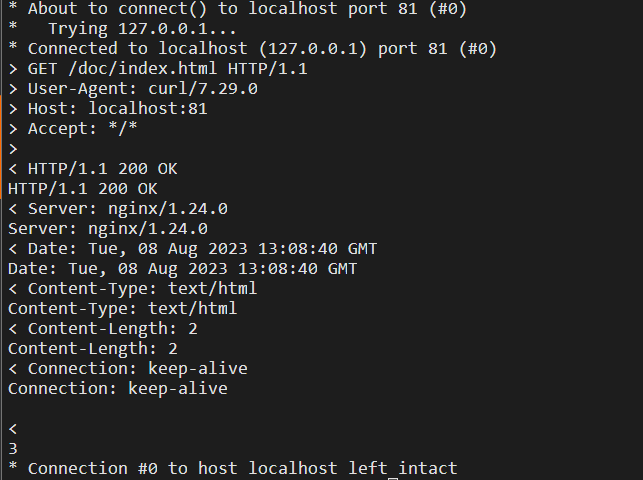 * About to connect() to localhost port 81 (#0)
*   Trying 127.0.0.1...
* Connected to localhost (127.0.0.1) port 81 (#0)
> GET /doc/index.html HTTP/1.1
> User-Agent: curl/7.29.0
> Host: localhost:81
> Accept: */*
>
< HTTP/1.1 200 OK
HTTP/1.1 200 OK
< Server: nginx/1.24.0
Server: nginx/1.24.0
< Date: Tue, 08 Aug 2023 13:08:40 GMT
Date: Tue, 08 Aug 2023 13:08:40 GMT
< Content-Type: text/html
Content-Type: text/html
< Content-Length: 2
Content-Length: 2
< Connection: keep-alive
Connection: keep-alive

<
3
* Connection #0 to host localhost left intact